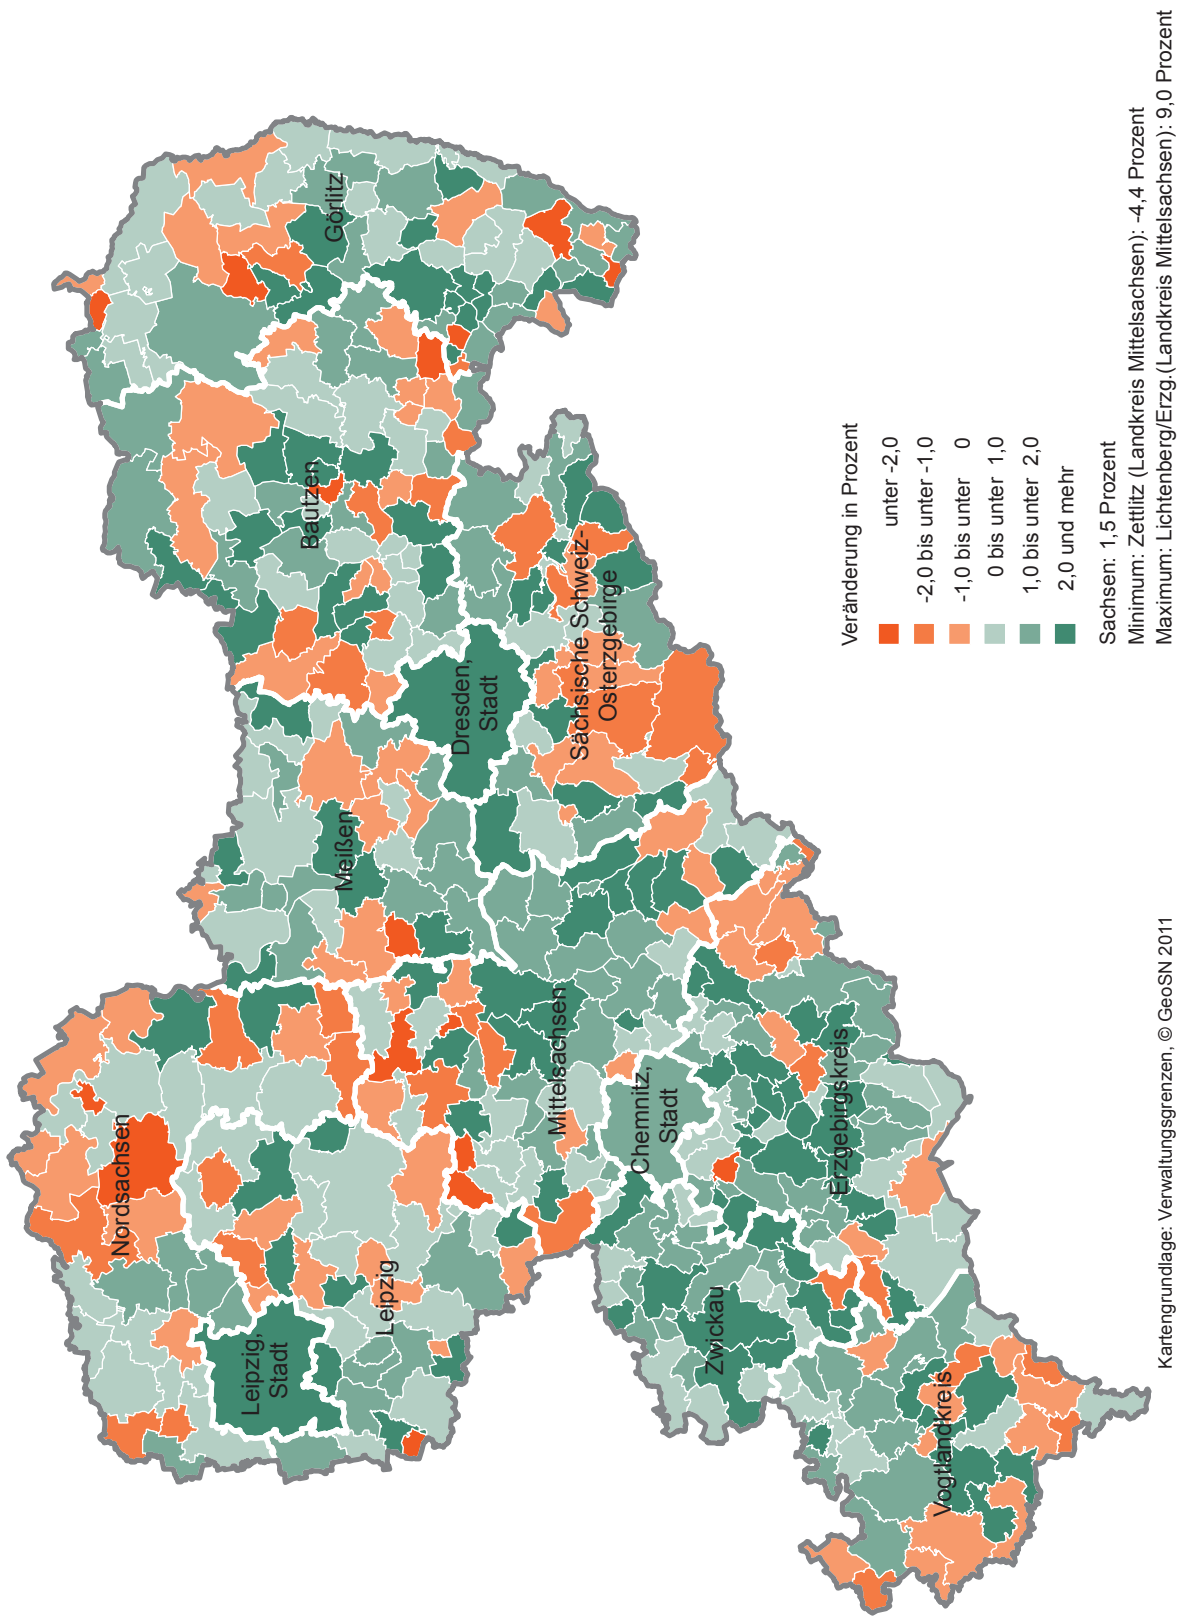 Nordsachsen
Leipzig,
Stadt
Leipzig
Meißen
Bautzen
Görlitz
Dresden,
Stadt
Sächsische Schweiz-
Osterzgebirge
Mittelsachsen
Chemnitz,
Stadt
Zwickau
Erzgebirgskreis
Vogtlandkreis
Veränderung in Prozent
unter -2,0
-2,0 bis unter -1,0
-1,0 bis unter 0
0 bis unter 1,0
1,0 bis unter 2,0
2,0 und mehr
Sachsen: 1,5 Prozent
Minimum: Zettlitz (Landkreis Mittelsachsen): -4,4 Prozent
Maximum: Lichtenberg/Erzg.(Landkreis Mittelsachsen): 9,0 Prozent
Kartengrundlage: Verwaltungsgrenzen, © GeoSN 2011